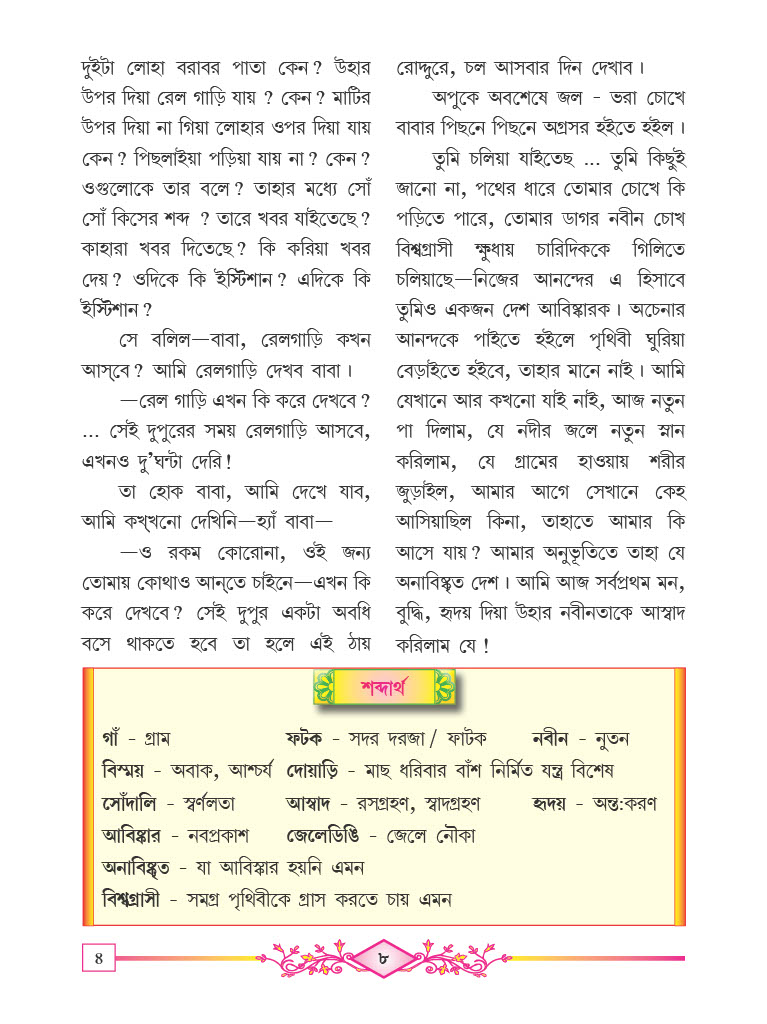 দুইটা লোহা বরাবর পাতা কেন? উহার
উপর দিয়া রেল গাড়ি যায় ? কেন? মাটির
উপর দিয়া না গিয়া লোহার ওপর দিয়া যায়
কেন? পিছলাইয়া পড়িয়া যায় না? কেন?
ওগুলোকে তার বলে? তাহার মধ্যে সোঁ
সোঁ কিসের শব্দ ? তারে খবর যাইতেছে?
কাহারা খবর দিতেছে? কি করিয়া খবর
দেয়? ওদিকে কি ইস্টিশান? এদিকে কি
ইস্টিশান?
সে বলিল—বাবা, রেলগাড়ি কখন
আস্‌বে? আমি রেলগাড়ি দেখব বাবা।
—রেল গাড়ি এখন কি করে দেখবে?
... সেই দুপুরের সময় রেলগাড়ি আসবে,
এখনও দু’ঘন্টা দেরি!
তা হোক বাবা, আমি দেখে যাব,
আমি কখ্‌খনো দেখিনি—হ্যাঁ বাবা—
—ও রকম কোরোনা, ওই জন্য
তোমায় কোথাও আন্‌তে চাইনে—এখন কি
করে দেখবে? সেই দুপুর একটা অবধি
বসে থাকতে হবে তা হলে এই ঠায়
রোদ্দুরে, চল আসবার দিন দেখাব।
অপুকে অবশেষে জল - ভরা চোখে
বাবার পিছনে পিছনে অগ্রসর হইতে হইল।
তুমি চলিয়া যাইতেছ ... তুমি কিছুই
জানো না, পথের ধারে তোমার চোখে কি
পড়িতে পারে, তোমার ডাগর নবীন চোখ
বিশ্বগ্রাসী ক্ষুধায় চারিদিককে গিলিতে
চলিয়াছে—নিজের আনন্দের এ হিসাবে
তুমিও একজন দেশ আবিষ্কারক। অচেনার
আনন্দকে পাইতে হইলে পৃথিবী ঘুরিয়া
বেড়াইতে হইবে, তাহার মানে নাই। আমি
যেখানে আর কখনো যাই নাই, আজ নতুন
পা দিলাম, যে নদীর জলে নতুন স্নান
করিলাম, যে গ্রামের হাওয়ায় শরীর
জুড়াইল, আমার আগে সেখানে কেহ
আসিয়াছিল কিনা, তাহাতে আমার কি
আসে যায়? আমার অনুভূতিতে তাহা যে
অনাবিষ্কৃত দেশ। আমি আজ সর্বপ্রথম মন,
বুদ্ধি, হৃদয় দিয়া উহার নবীনতাকে আস্বাদ
করিলাম যে!
শব্দার্থ
গাঁ - গ্রাম ফটক - সদর দরজা/ ফাটক নবীন - নুতন
বিস্ময় - অবাক, আশ্চর্য দোয়াড়ি - মাছ ধরিবার বাঁশ নির্মিত যন্ত্র বিশেষ
সোঁদালি - স্বর্ণলতা আস্বাদ - রসগ্রহণ, স্বাদগ্রহণ হৃদয় - অন্ত:করণ
আবিষ্কার - নবপ্রকাশ জেলেডিঙি - জেলে নৌকা
অনাবিষ্কৃত - যা আবিস্কার হয়নি এমন
বিশ্বগ্রাসী - সমগ্র পৃথিবীকে গ্রাস করতে চায় এমন
৪ ৮